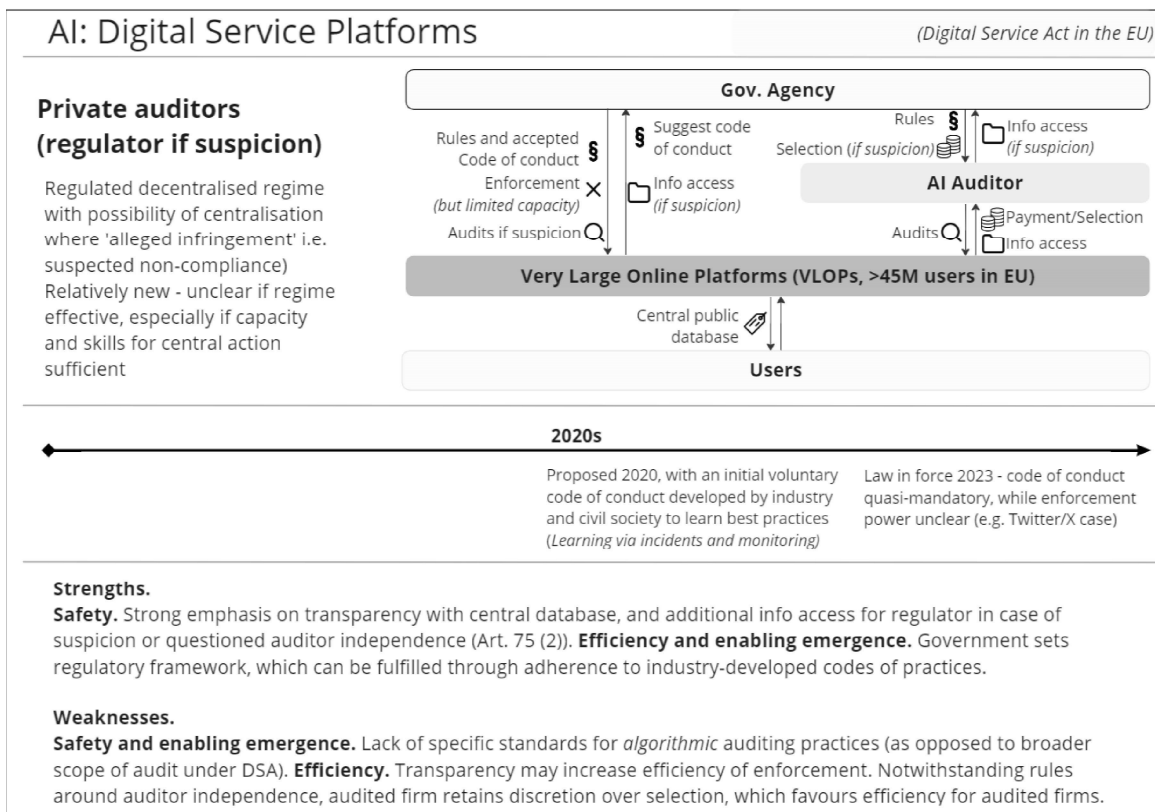 AI: Digital Service Platforms
(Digital Service Act in the EU)
Private auditors
(regulator if suspicion)
Regulated decentralised regime
with possibility of centralisation
where 'alleged infringement' i.e.
suspected non-compliance)
Relatively new - unclear if regime
effective, especially if capacity
and skills for central action
sufficient
Gov. Agency
Rules and accepted
Code of conduct §
Enforcement
(but limited capacity)
Audits if suspicion
§ Suggest code
of conduct
Info access
(if suspicion)
Rules §
Selection (if suspicion)
Info access
(if suspicion)
AI Auditor
Audits
Payment/Selection
Info access
Very Large Online Platforms (VLOPs, >45M users in EU)
Central public
database
Users
2020s
Proposed 2020, with an initial voluntary
code of conduct developed by industry
and civil society to learn best practices
(Learning via incidents and monitoring)
Law in force 2023 - code of conduct
quasi-mandatory, while enforcement
power unclear (e.g. Twitter/X case)
Strengths.
Safety. Strong emphasis on transparency with central database, and additional info access for regulator in case of
suspicion or questioned auditor independence (Art. 75 (2)). Efficiency and enabling emergence. Government sets
regulatory framework, which can be fulfilled through adherence to industry-developed codes of practices.
Weaknesses.
Safety and enabling emergence. Lack of specific standards for algorithmic auditing practices (as opposed to broader
scope of audit under DSA). Efficiency. Transparency may increase efficiency of enforcement. Notwithstanding rules
around auditor independence, audited firm retains discretion over selection, which favours efficiency for audited firms.